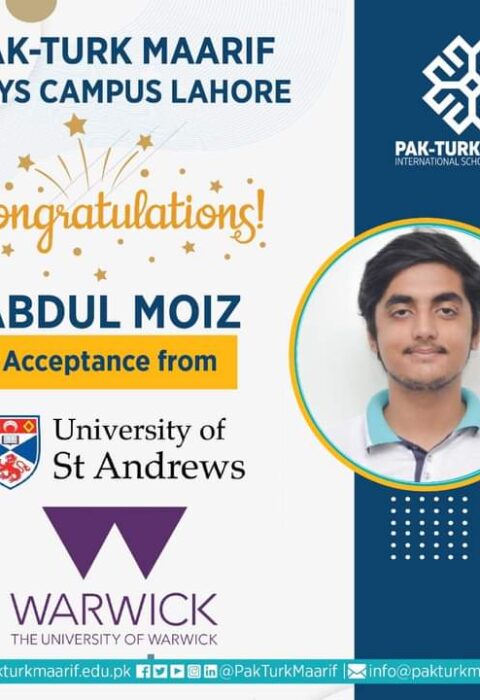 AK-TURK MAARIF
YS CAMPUS LAHORE
PAK-TURK
INTERNATIONAL SCHO
ongratulations!
ABDUL MOIZ
Acceptance from
University of
St Andrews
WARWICK
THE UNIVERSITY OF WARWICK
kturkmaarif.edu.pk @PakTurkMaarif | info@pakturkm